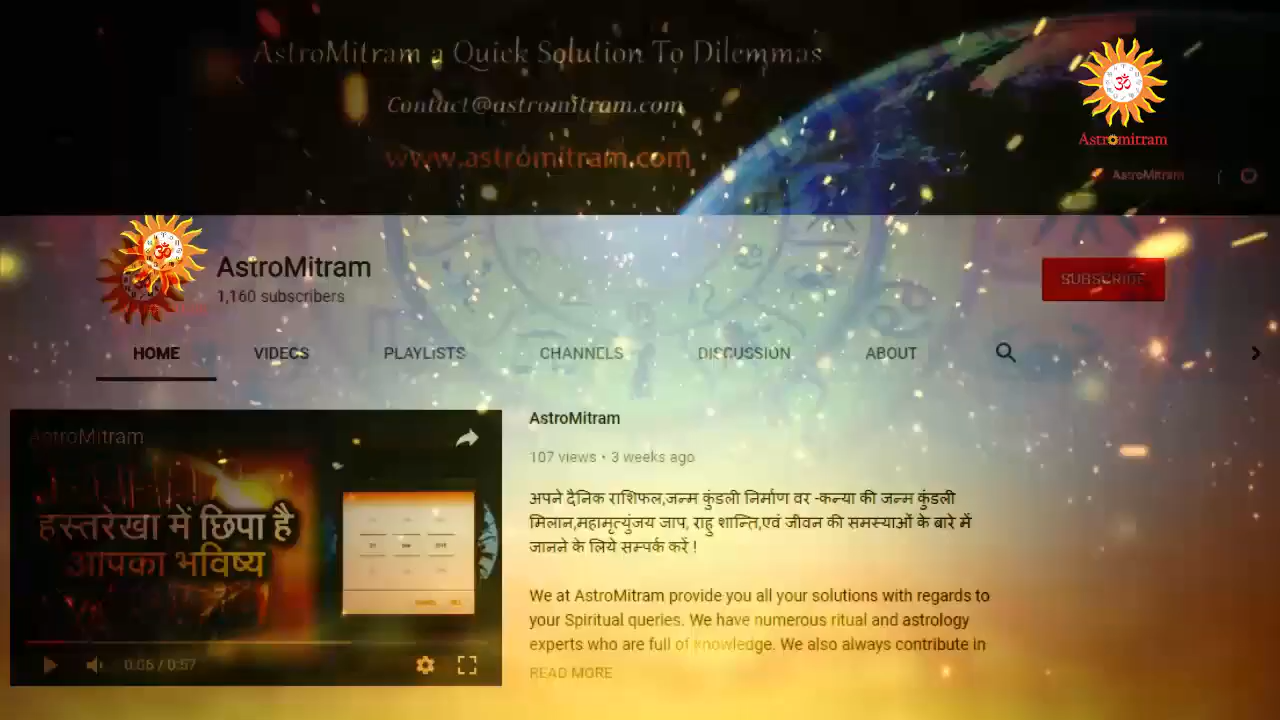 AstroMitram a Quick Solution To Dilemmas
Contact@astromitram.com
www.astromitram.com
Astromitram
AstroMitram
AstroMitram
1,160 subscribers
SUBSCRIBE
HOME VIDEOS PLAYLISTS CHANNELS DISCUSSION ABOUT
AstroMitram
हस्तरेखा में छिपा है
आपका भविष्य
0:06 / 0:57
AstroMitram
107 views • 3 weeks ago
अपने दैनिक राशिफल,जन्म कुंडली निर्माण वर -कन्या की जन्म कुंडली
मिलान,महामृत्युंजय जाप, राहु शान्ति,एवं जीवन की समस्याओं के बारे में
जानने के लिये सम्पर्क करें !
We at AstroMitram provide you all your solutions with regards to
your Spiritual queries. We have numerous ritual and astrology
experts who are full of knowledge. We also always contribute in
READ MORE